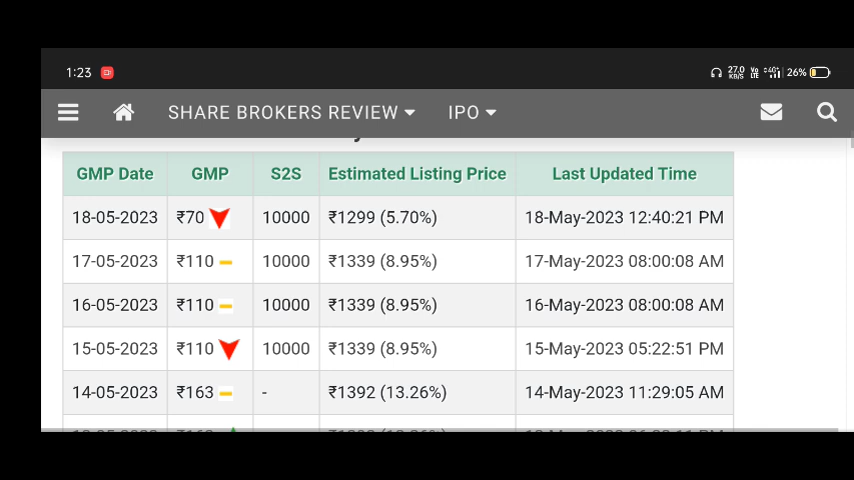 1:23 27.0 KB/S Vo LTE 4G+ 26%
SHARE BROKERS REVIEW IPO
GMP Date GMP S2S Estimated Listing Price Last Updated Time
18-05-2023 ₹70 10000 ₹1299 (5.70%) 18-May-2023 12:40:21 PM
17-05-2023 ₹110 10000 ₹1339 (8.95%) 17-May-2023 08:00:08 AM
16-05-2023 ₹110 10000 ₹1339 (8.95%) 16-May-2023 08:00:08 AM
15-05-2023 ₹110 10000 ₹1339 (8.95%) 15-May-2023 05:22:51 PM
14-05-2023 ₹163 - ₹1392 (13.26%) 14-May-2023 11:29:05 AM